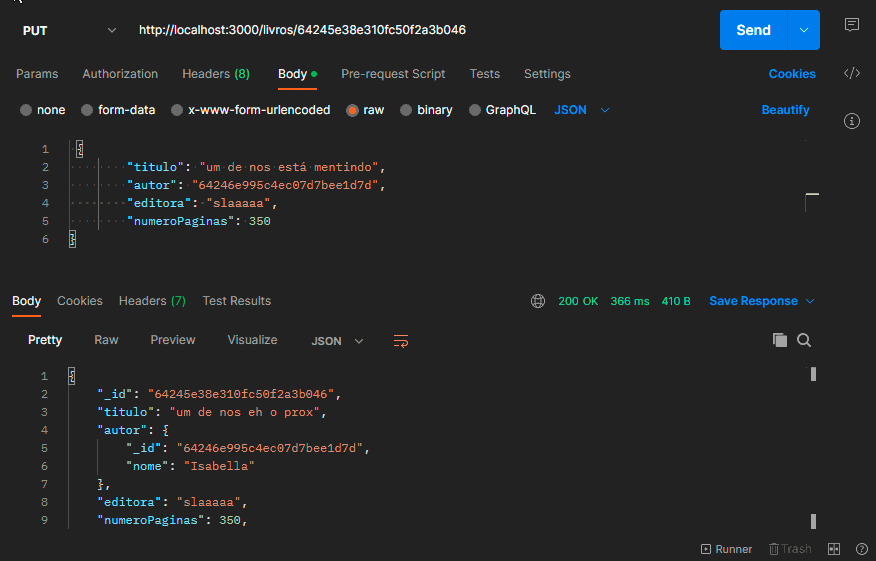 PUT http://localhost:3000/livros/64245e38e310fc50f2a3b046 Send
Params Authorization Headers (8) Body Pre-request Script Tests Settings Cookies
none form-data x-www-form-urlencoded raw binary GraphQL JSON Beautify
1 {
2 "titulo": "um de nos está mentindo",
3 "autor": "64246e995c4ec07d7bee1d7d",
4 "editora": "slaaaaa",
5 "numeroPaginas": 350
6 }
Body Cookies Headers (7) Test Results 200 OK 366 ms 410 B Save Response
Pretty Raw Preview Visualize JSON
1 {
2 "_id": "64245e38e310fc50f2a3b046",
3 "titulo": "um de nos eh o prox",
4 "autor": {
5 "_id": "64246e995c4ec07d7bee1d7d",
6 "nome": "Isabella"
7 },
8 "editora": "slaaaaa",
9 "numeroPaginas": 350,
Runner Trash